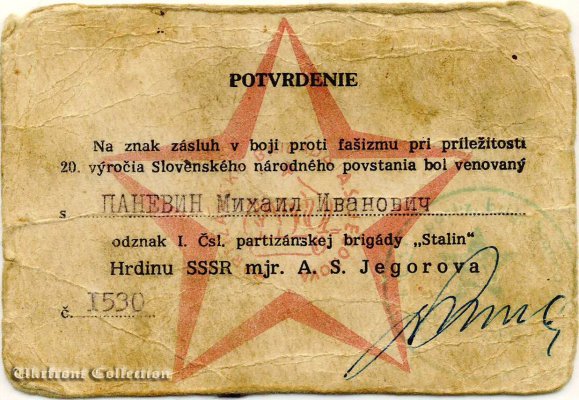 POTVRDENIE
Na znak zásluh v boji proti fašizmu pri príležitosti
20. výročia Slovenského národného povstania bol venovaný
s ПАНЕВИН Михаил Иванович
odznak I. Čsl. partizánskej brigády „Stalin"
Hrdinu SSSR mjr. A. S. Jegorova
č. 1530
Ukrfront Collection